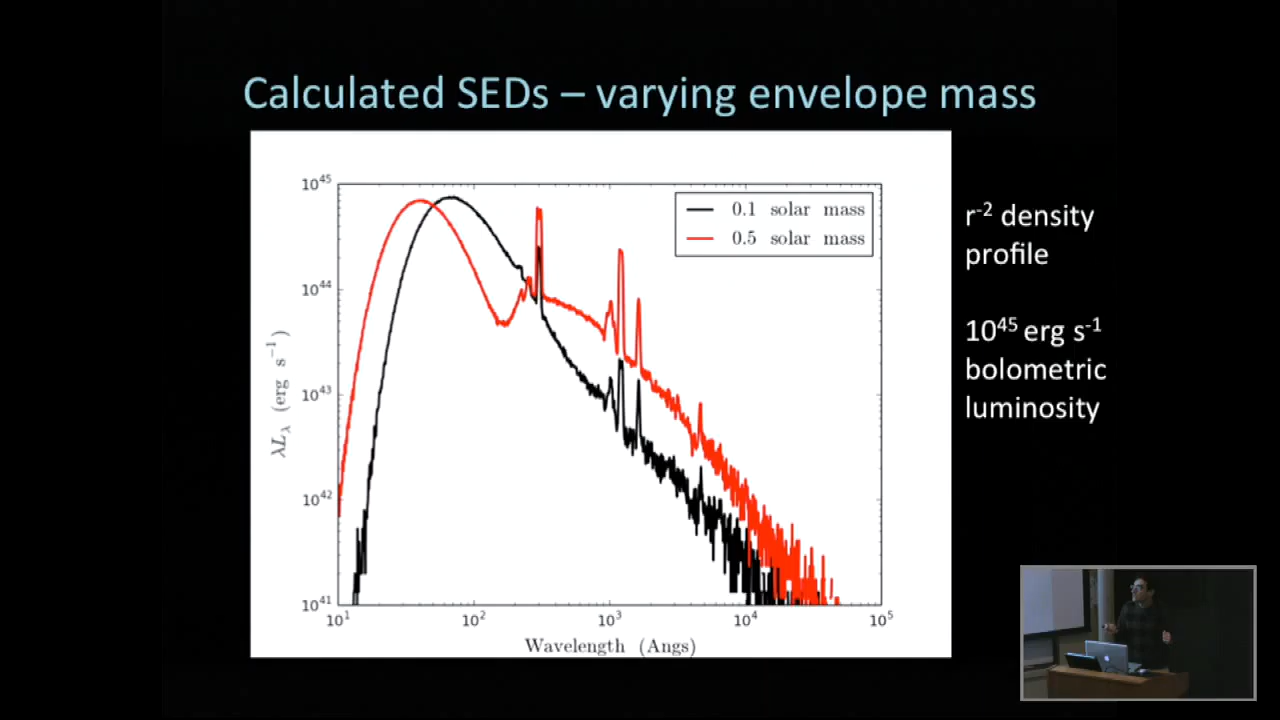 Calculated SEDs – varying envelope mass
10^45
10^44
10^43
10^42
10^41
λL_λ (erg s^−1)
0.1 solar mass
0.5 solar mass
10^1 10^2 10^3 10^4 10^5
Wavelength (Angs)
r^-2 density
profile
10^45 erg s^-1
bolometric
luminosity